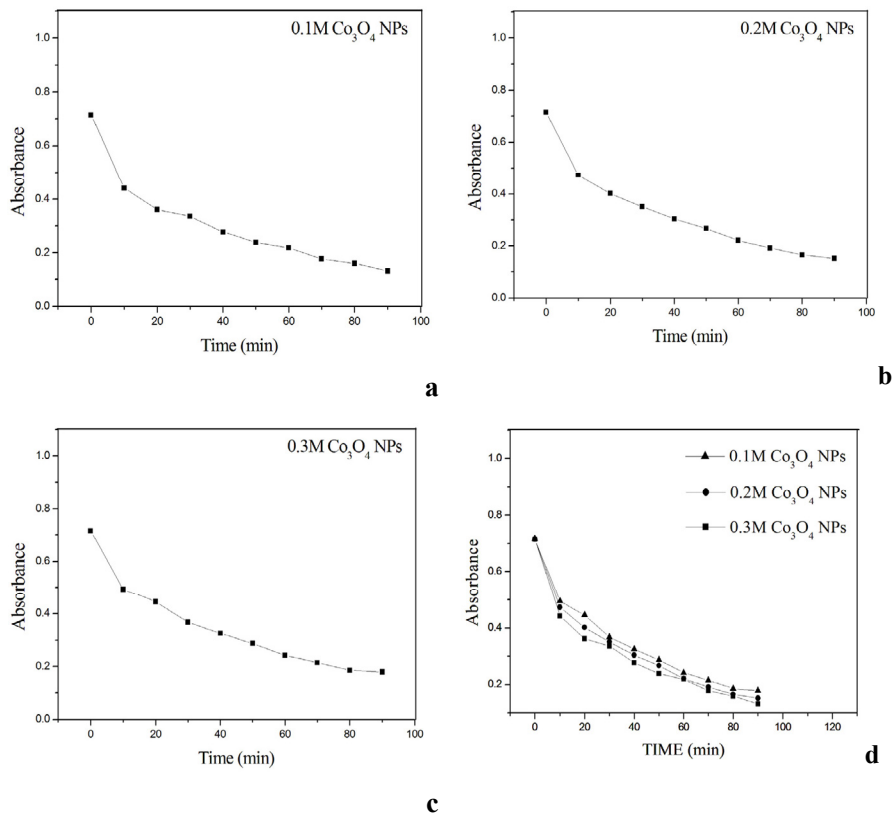 0.1M Co₃O₄ NPs
1.0
0.8
0.6
0.4
0.2
0.0
Absorbance
0 20 40 60 80 100
Time (min)
a
0.2M Co₃O₄ NPs
1.0
0.8
0.6
0.4
0.2
0.0
Absorbance
0 20 40 60 80 100
Time (min)
b
0.3M Co₃O₄ NPs
1.0
0.8
0.6
0.4
0.2
0.0
Absorbance
0 20 40 60 80 100
Time (min)
c
0.1M Co₃O₄ NPs
0.2M Co₃O₄ NPs
0.3M Co₃O₄ NPs
1.0
0.8
0.6
0.4
0.2
Absorbance
0 20 40 60 80 100 120
TIME (min)
d